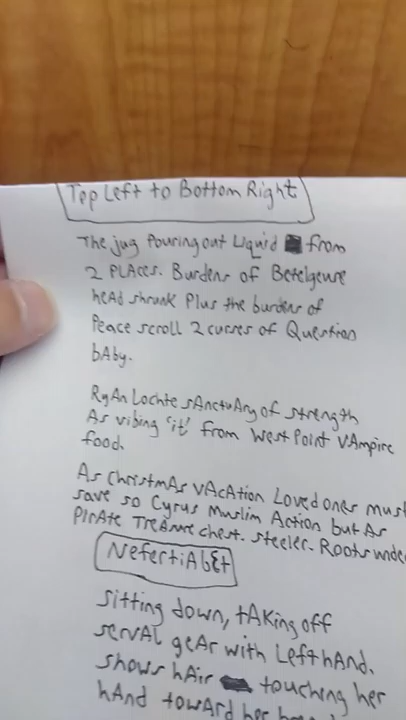 Top Left to Bottom Right
The jug Pouring out Liquid from
2 PLAces. Burdens of Betelgeuse
heAd shrunk Plus the burden of
Peace scroll 2 curses of Question
bAby.
RyAn Lochte sAnctuAry of strength
As vibing 'it' from West Point VAmpire
food.
As ChristmAs VAcAtion Loved ones must
save so Cyrus Muslim Action but As
PirAte TreAsure chest. steeler. Roots
NefertiAbEt
sitting down, tAKing off
servAl geAr with Left hAnd.
shows hAir touching her
hAnd towArd her